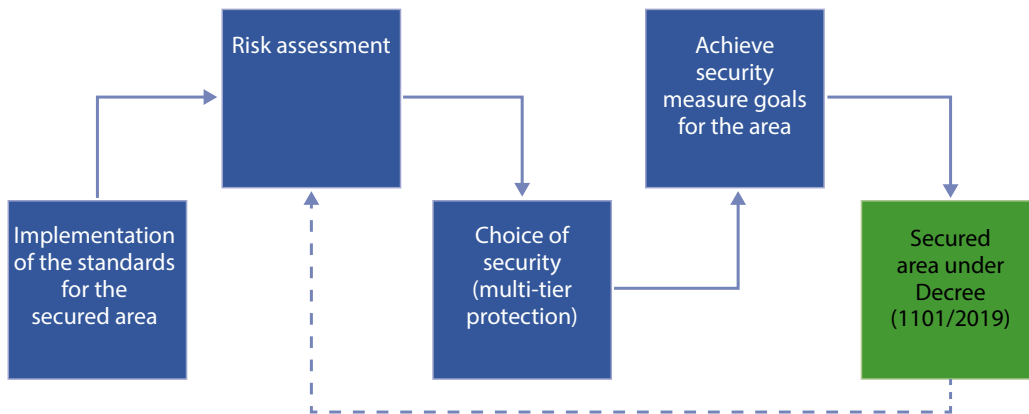 Implementation
of the standards
for the
secured area
Risk assessment
Choice of
security
(multi-tier
protection)
Achieve
security
measure goals
for the area
Secured
area under
Decree
(1101/2019)